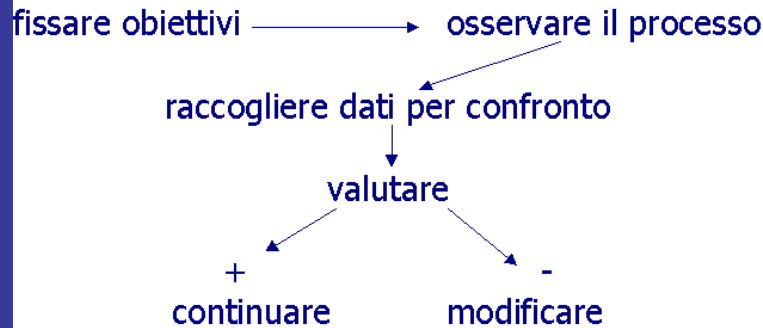 fissare obiettivi osservare il processo
raccogliere dati per confronto
valutare
+ -
continuare modificare